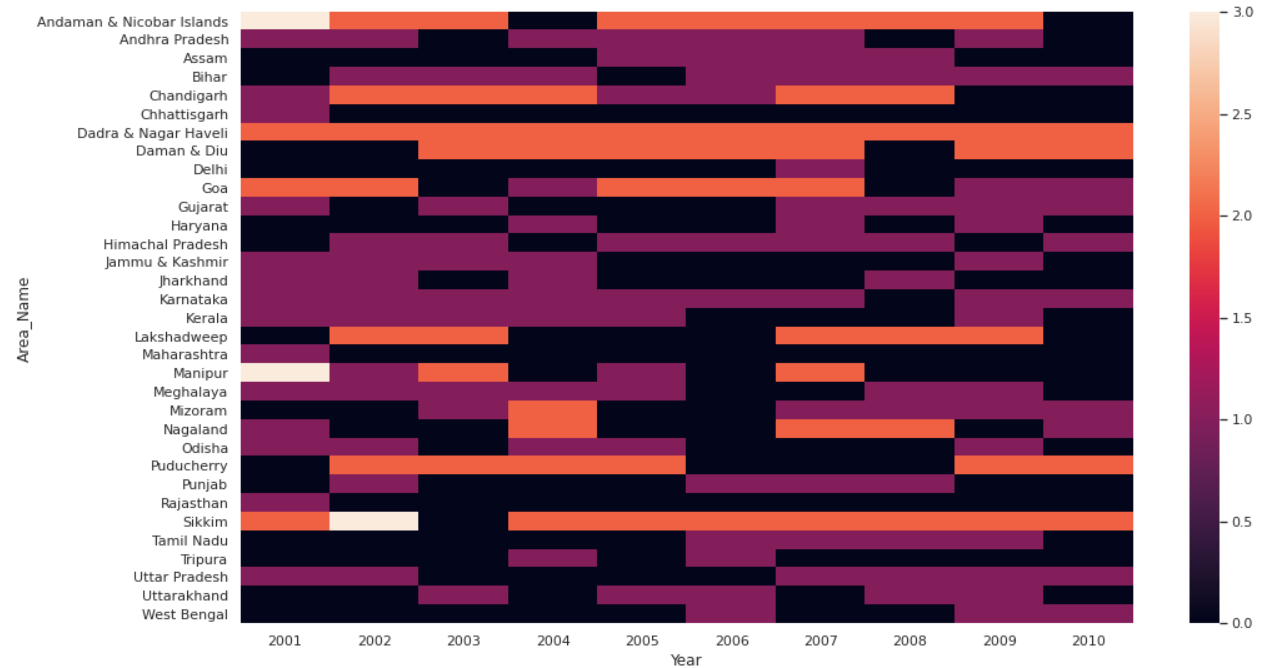 Andaman & Nicobar Islands
Andhra Pradesh
Assam
Bihar
Chandigarh
Chhattisgarh
Dadra & Nagar Haveli
Daman & Diu
Delhi
Goa
Gujarat
Haryana
Himachal Pradesh
Jammu & Kashmir
Jharkhand
Karnataka
Kerala
Lakshadweep
Maharashtra
Manipur
Meghalaya
Mizoram
Nagaland
Odisha
Puducherry
Punjab
Rajasthan
Sikkim
Tamil Nadu
Tripura
Uttar Pradesh
Uttarakhand
West Bengal
Area_Name
2001 2002 2003 2004 2005 2006 2007 2008 2009 2010
Year
3.0
2.5
2.0
1.5
1.0
0.5
0.0